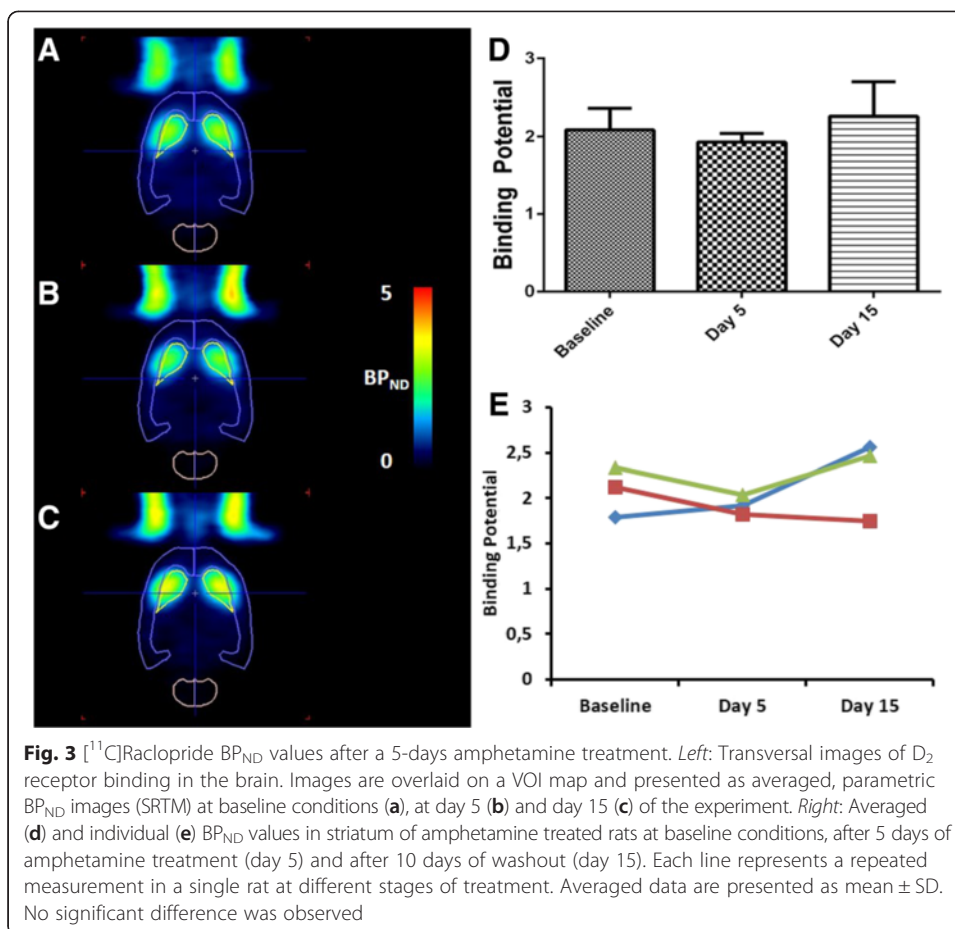 A
B
C
5
BP_ND
0
D
Binding Potential
3
2
1
0
Baseline
Day 5
Day 15
E
Binding Potential
3
2,5
2
1,5
1
0,5
0
Baseline Day 5 Day 15
Fig. 3 [¹¹C]Raclopride BP_ND values after a 5-days amphetamine treatment. Left: Transversal images of D₂
receptor binding in the brain. Images are overlaid on a VOI map and presented as averaged, parametric
BP_ND images (SRTM) at baseline conditions (a), at day 5 (b) and day 15 (c) of the experiment. Right: Averaged
(d) and individual (e) BP_ND values in striatum of amphetamine treated rats at baseline conditions, after 5 days of
amphetamine treatment (day 5) and after 10 days of washout (day 15). Each line represents a repeated
measurement in a single rat at different stages of treatment. Averaged data are presented as mean ± SD.
No significant difference was observed